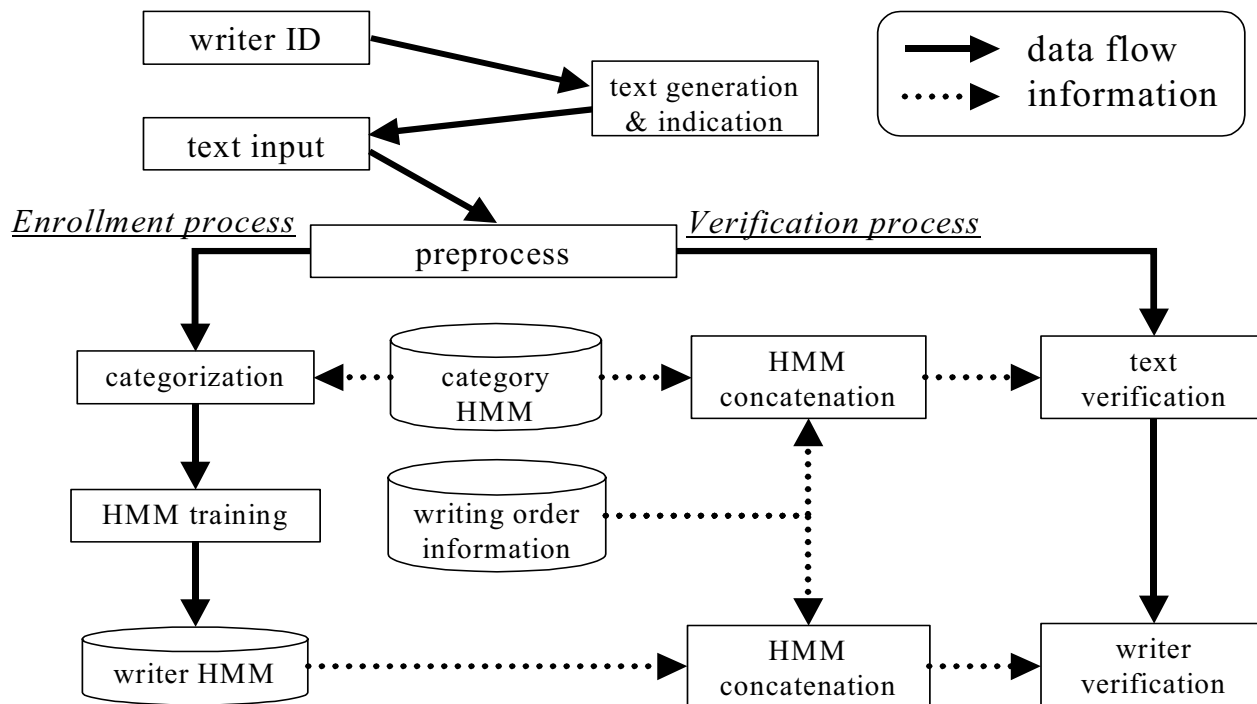 writer ID
text generation
& indication
text input
data flow
information
Enrollment process
Verification process
preprocess
categorization
category
HMM
HMM
concatenation
text
verification
HMM training
writing order
information
writer HMM
HMM
concatenation
writer
verification